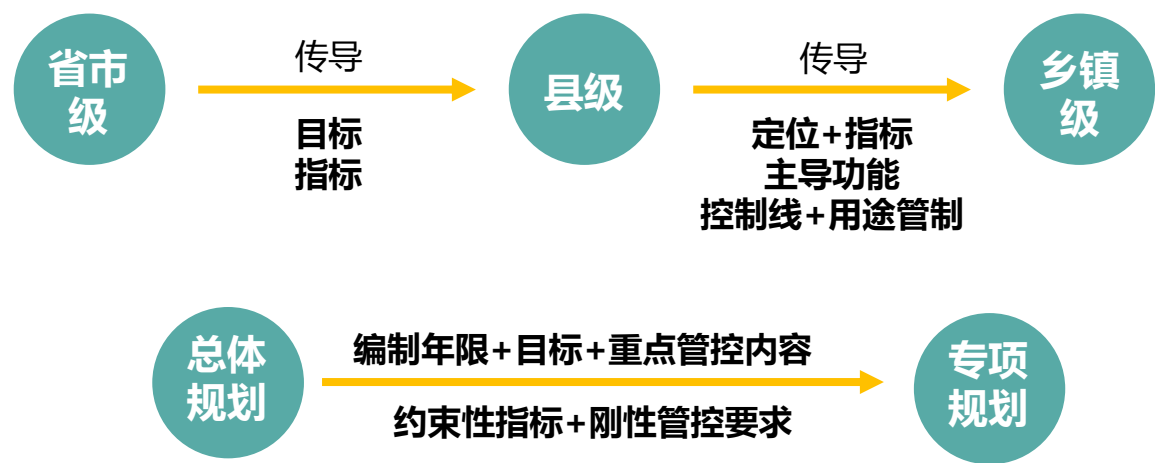 省市
级
传导
目标
指标
县级
传导
定位+指标
主导功能
控制线+用途管制
乡镇
级
总体
规划
编制年限+目标+重点管控内容
约束性指标+刚性管控要求
专项
规划